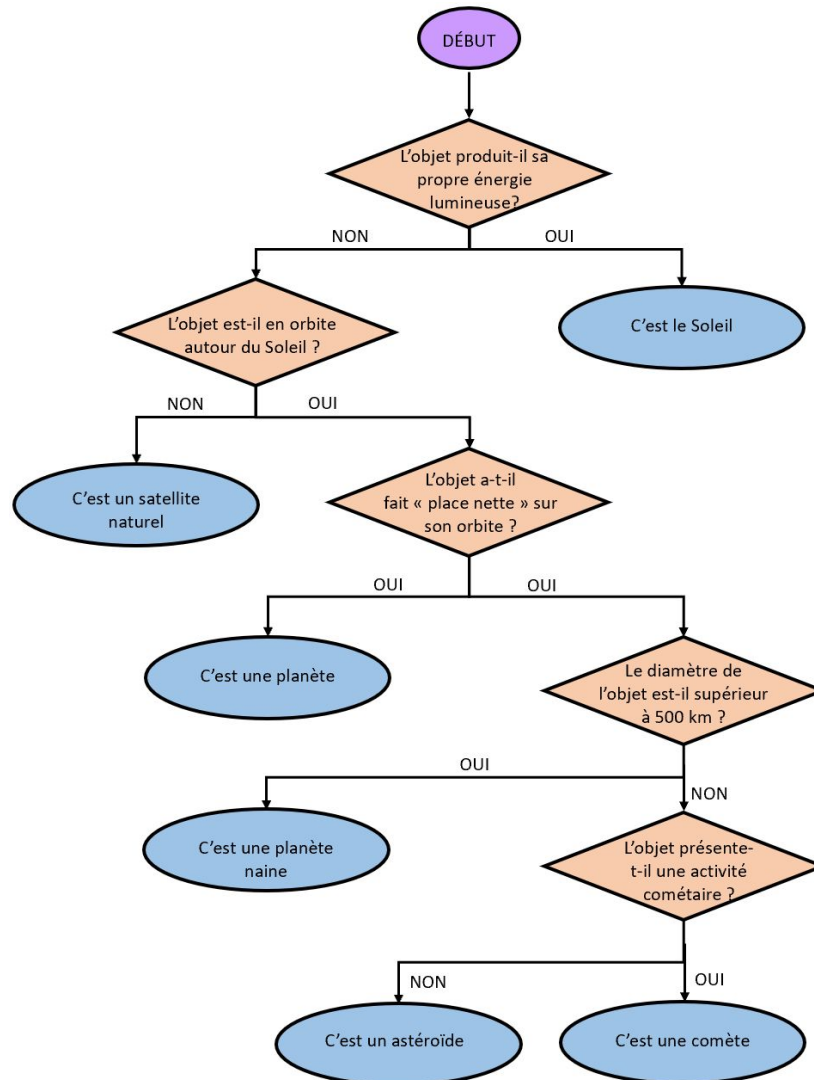 DÉBUT
L'objet produit-il sa
propre énergie
lumineuse?
NON
OUI
L'objet est-il en orbite
autour du Soleil ?
C'est le Soleil
NON
OUI
C'est un satellite
naturel
L'objet a-t-il
fait « place nette » sur
son orbite ?
OUI
OUI
C'est une planète
Le diamètre de
l'objet est-il supérieur
à 500 km ?
OUI
NON
C'est une planète
naine
L'objet présente-
t-il une activité
cométaire ?
NON
OUI
C'est un astéroïde
C'est une comète